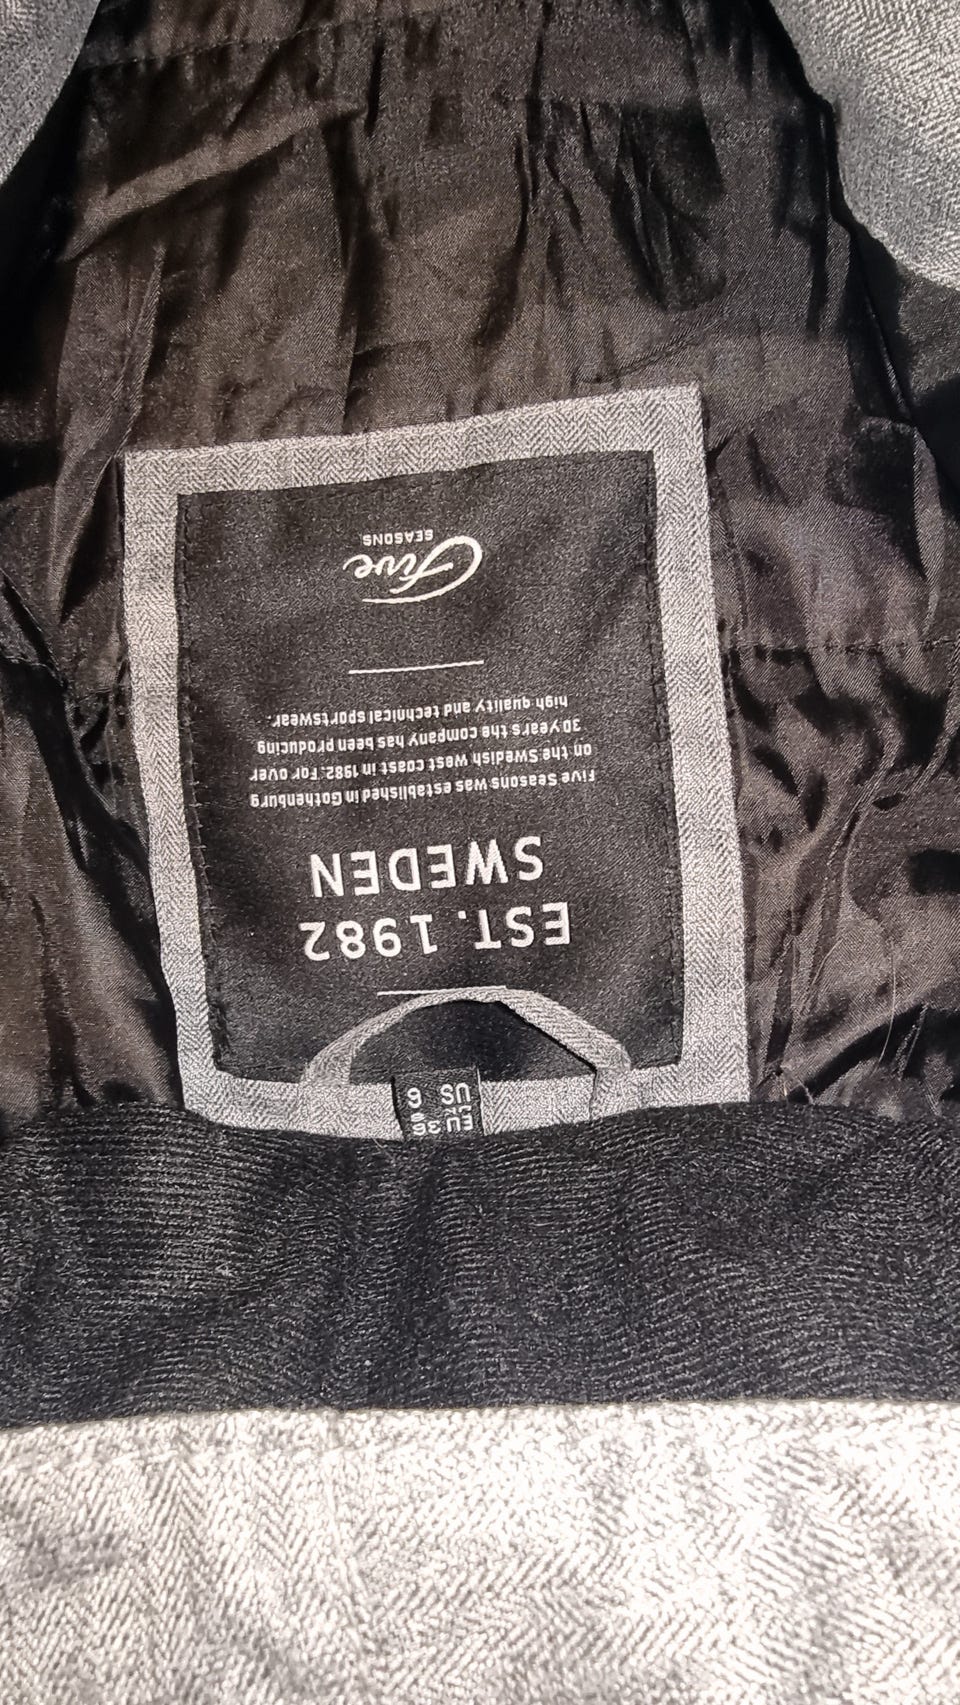 EU 36
US 6
EST. 1982
SWEDEN
Five Seasons was established in Gothenburg
on the Swedish west coast in 1982. For over
30 year's the company has been producing
high quality and technical sportswear.
Five
SEASONS